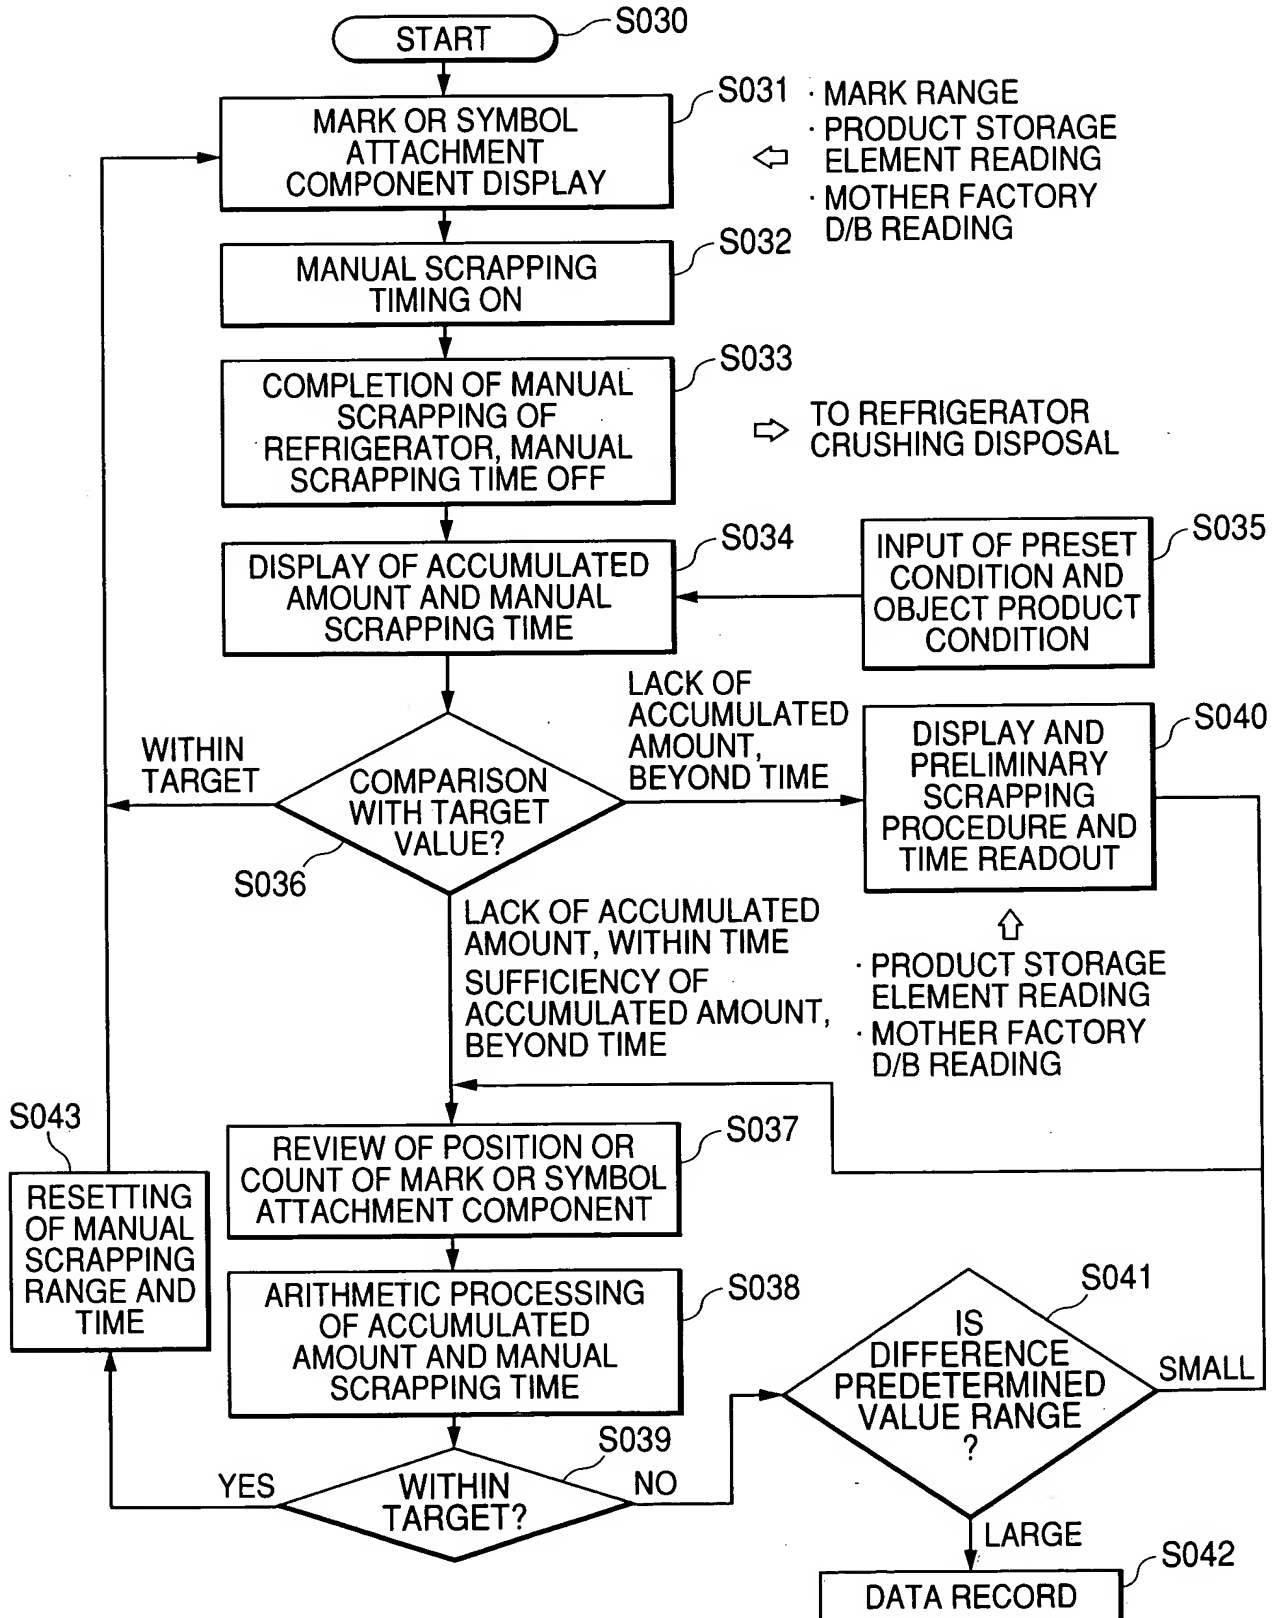 START
S030
S031
MARK OR SYMBOL
ATTACHMENT
COMPONENT DISPLAY
· MARK RANGE
· PRODUCT STORAGE
ELEMENT READING
· MOTHER FACTORY
D/B READING
S032
MANUAL SCRAPPING
TIMING ON
S033
COMPLETION OF MANUAL
SCRAPPING OF
REFRIGERATOR, MANUAL
SCRAPPING TIME OFF
TO REFRIGERATOR
CRUSHING DISPOSAL
S034
DISPLAY OF ACCUMULATED
AMOUNT AND MANUAL
SCRAPPING TIME
S035
INPUT OF PRESET
CONDITION AND
OBJECT PRODUCT
CONDITION
WITHIN
TARGET
COMPARISON
WITH TARGET
VALUE?
S036
LACK OF
ACCUMULATED
AMOUNT,
BEYOND TIME
S040
DISPLAY AND
PRELIMINARY
SCRAPPING
PROCEDURE AND
TIME READOUT
· PRODUCT STORAGE
ELEMENT READING
· MOTHER FACTORY
D/B READING
LACK OF ACCUMULATED
AMOUNT, WITHIN TIME
SUFFICIENCY OF
ACCUMULATED AMOUNT,
BEYOND TIME
S043
RESETTING
OF MANUAL
SCRAPPING
RANGE AND
TIME
S037
REVIEW OF POSITION OR
COUNT OF MARK OR SYMBOL
ATTACHMENT COMPONENT
S038
ARITHMETIC PROCESSING
OF ACCUMULATED
AMOUNT AND MANUAL
SCRAPPING TIME
S039
YES
WITHIN
TARGET?
NO
S041
IS
DIFFERENCE
PREDETERMINED
VALUE RANGE
?
SMALL
LARGE
S042
DATA RECORD